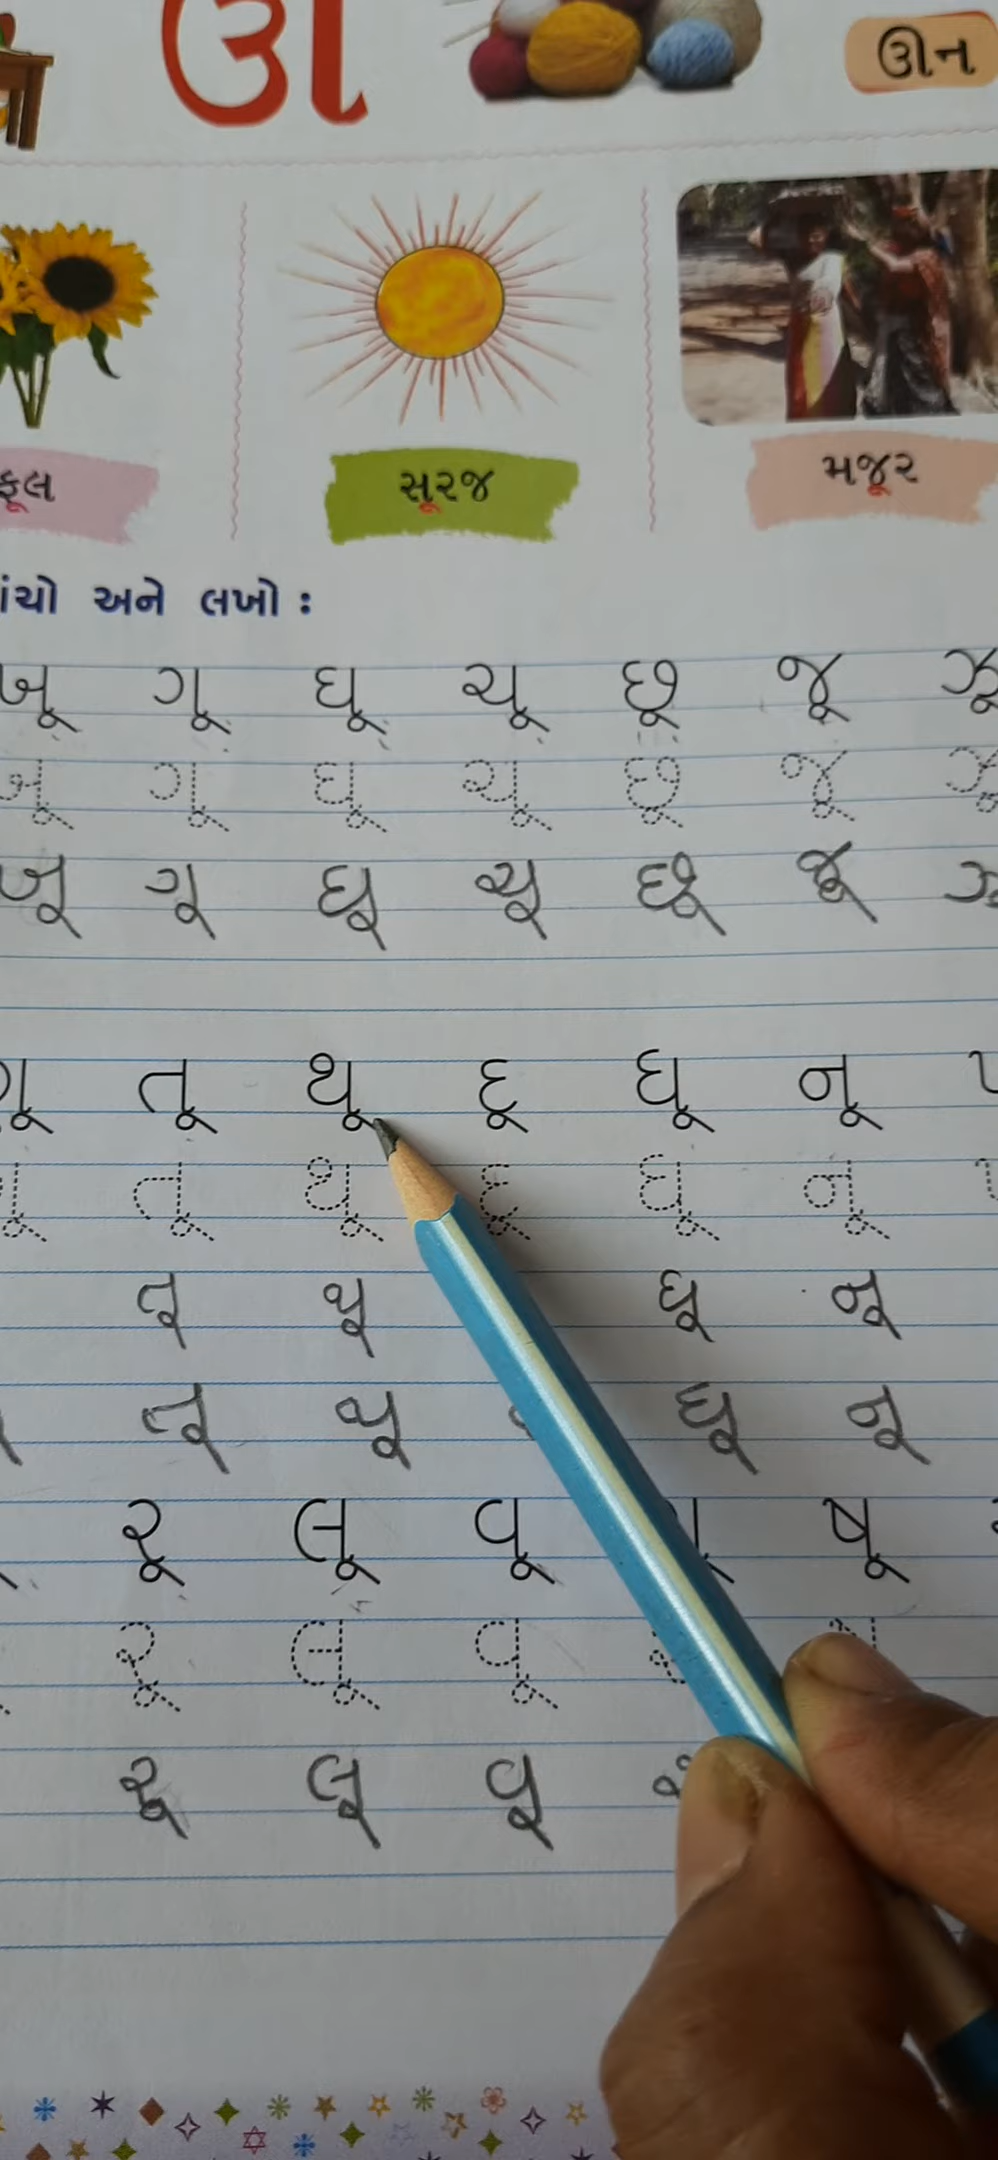 ઊ ઊન
ફૂલ સૂરજ મજૂર
અને લખો :
ખૂ ગૂ ઘૂ ચૂ છૂ જૂ ઝૂ
ખૂ ગૂ ઘૂ ચૂ છૂ જૂ ઝૂ
ખૂ ગૂ ઘૂ ચૂ છૂ જૂ
તૂ થૂ દૂ ધૂ નૂ
તૂ થૂ દૂ ધૂ નૂ
તૂ થૂ ધૂ નૂ
તૂ થૂ ધૂ નૂ
રૂ લૂ વૂ ષૂ
રૂ લૂ વૂ
રૂ લૂ વૂ